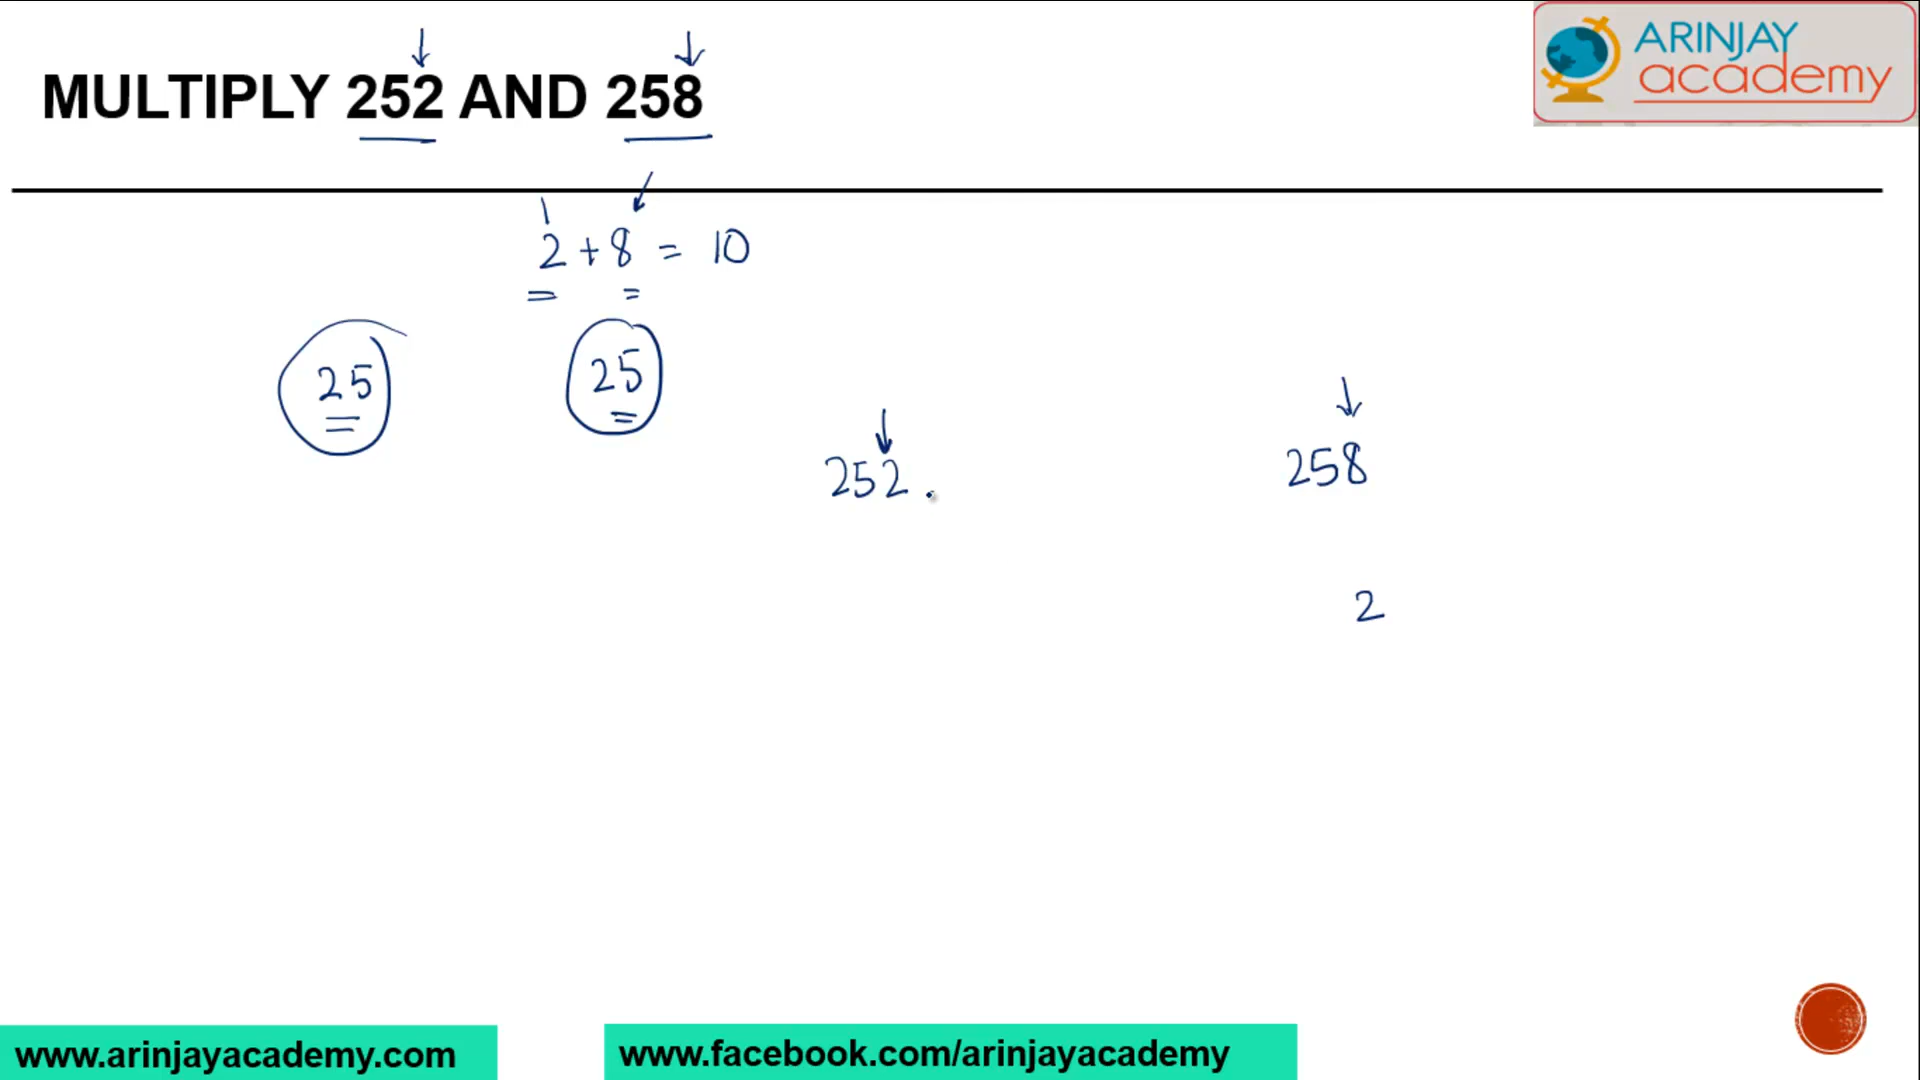 MULTIPLY 252 AND 258
ARINJAY
academy
2 + 8 = 10
25 25
252 . 258
2
www.arinjayacademy.com
www.facebook.com/arinjayacademy